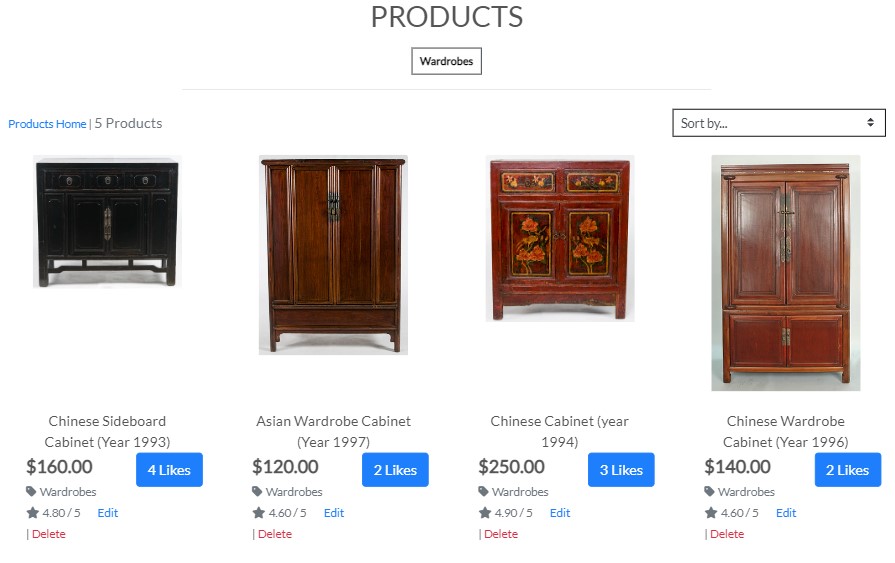 PRODUCTS
Wardrobes
Products Home | 5 Products
Sort by...
Chinese Sideboard
Cabinet (Year 1993)
$160.00
4 Likes
Wardrobes
4.80 / 5 Edit
| Delete
Asian Wardrobe Cabinet
(Year 1997)
$120.00
2 Likes
Wardrobes
4.60 / 5 Edit
| Delete
Chinese Cabinet (year
1994)
$250.00
3 Likes
Wardrobes
4.90 / 5 Edit
| Delete
Chinese Wardrobe
Cabinet (Year 1996)
$140.00
2 Likes
Wardrobes
4.60 / 5 Edit
| Delete